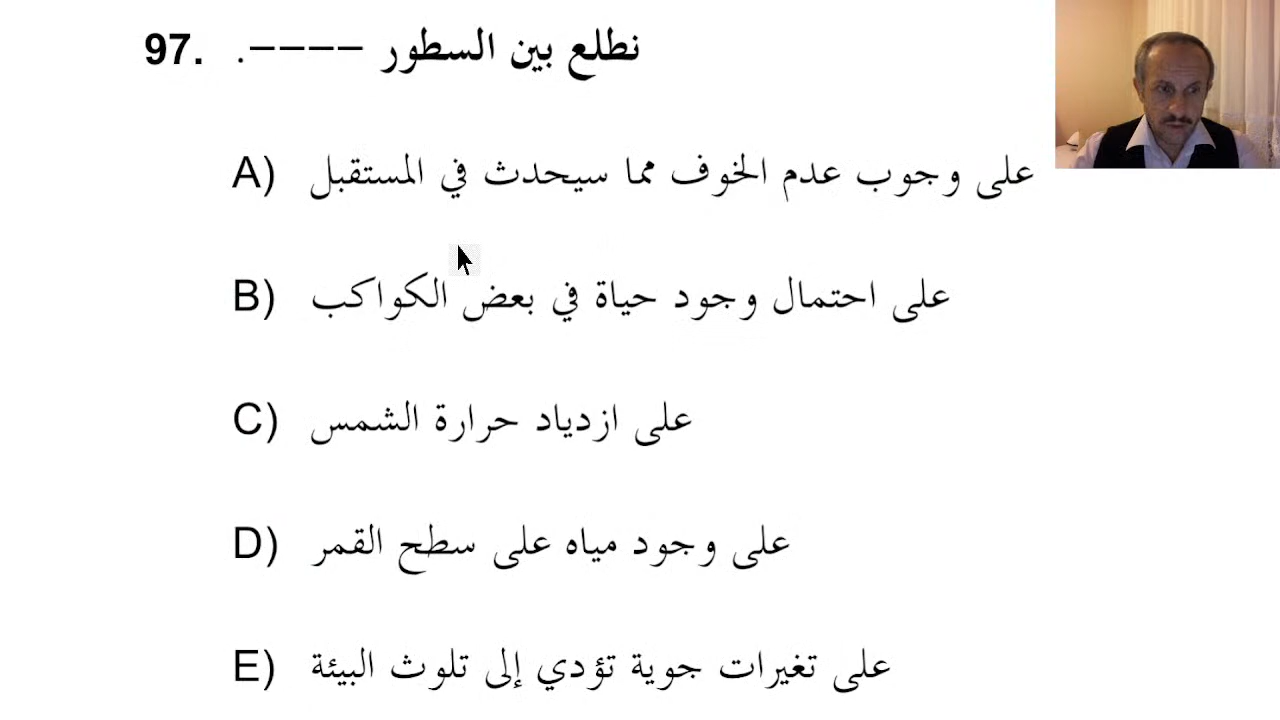 97. نطلع بين السطور ----.
A) على وجوب عدم الخوف مما سيحدث في المستقبل
B) على احتمال وجود حياة في بعض الكواكب
C) على ازدياد حرارة الشمس
D) على وجود مياه على سطح القمر
E) على تغيرات جوية تؤدي إلى تلوث البيئة